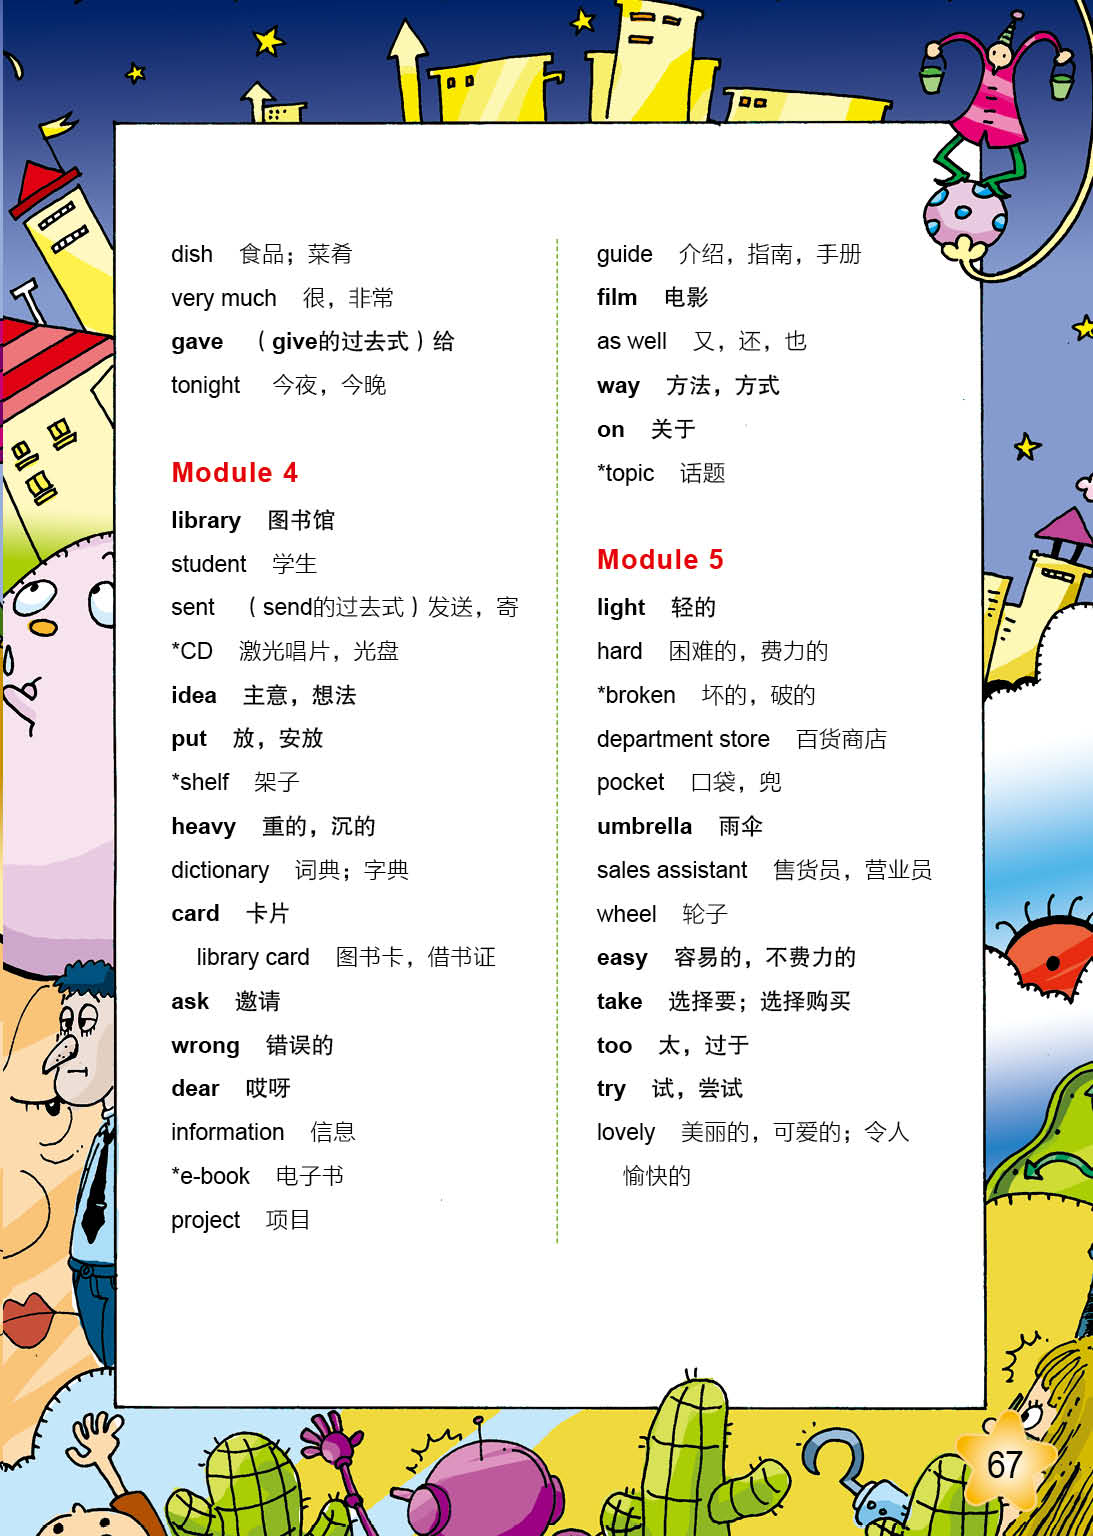 dish 食品；菜肴
very much 很，非常
gave （give的过去式）给
tonight 今夜，今晚
Module 4
library 图书馆
student 学生
sent （send的过去式）发送，寄
*CD 激光唱片，光盘
idea 主意，想法
put 放，安放
*shelf 架子
heavy 重的，沉的
dictionary 词典；字典
card 卡片
library card 图书卡，借书证
ask 邀请
wrong 错误的
dear 哎呀
information 信息
*e-book 电子书
project 项目
guide 介绍，指南，手册
film 电影
as well 又，还，也
way 方法，方式
on 关于
*topic 话题
Module 5
light 轻的
hard 困难的，费力的
*broken 坏的，破的
department store 百货商店
pocket 口袋，兜
umbrella 雨伞
sales assistant 售货员，营业员
wheel 轮子
easy 容易的，不费力的
take 选择要；选择购买
too 太，过于
try 试，尝试
lovely 美丽的，可爱的；令人
愉快的
67